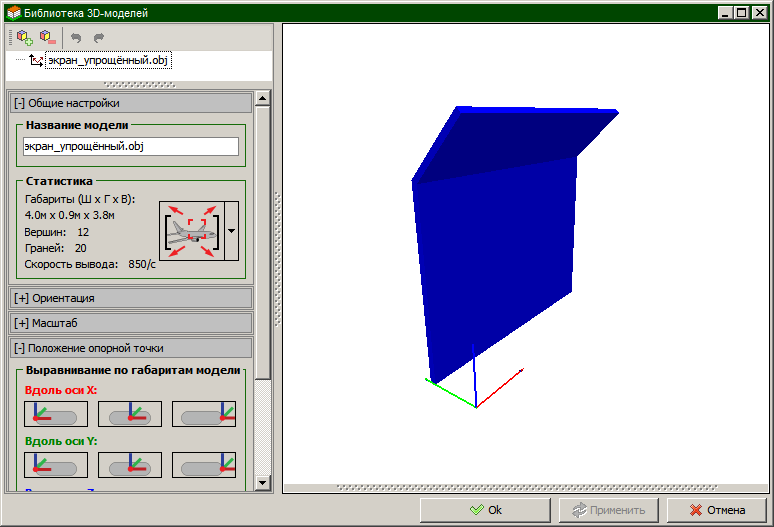 Библиотека 3D-моделей
экран_упрощённый.obj
[-] Общие настройки
Название модели
экран_упрощённый.obj
Статистика
Габариты (Ш x Г x В):
4.0м x 0.9м x 3.8м
Вершин: 12
Граней: 20
Скорость вывода: 850/с
[+] Ориентация
[+] Масштаб
[-] Положение опорной точки
Выравнивание по габаритам модели
Вдоль оси X:
Вдоль оси Y:
Ok
Применить
Отмена